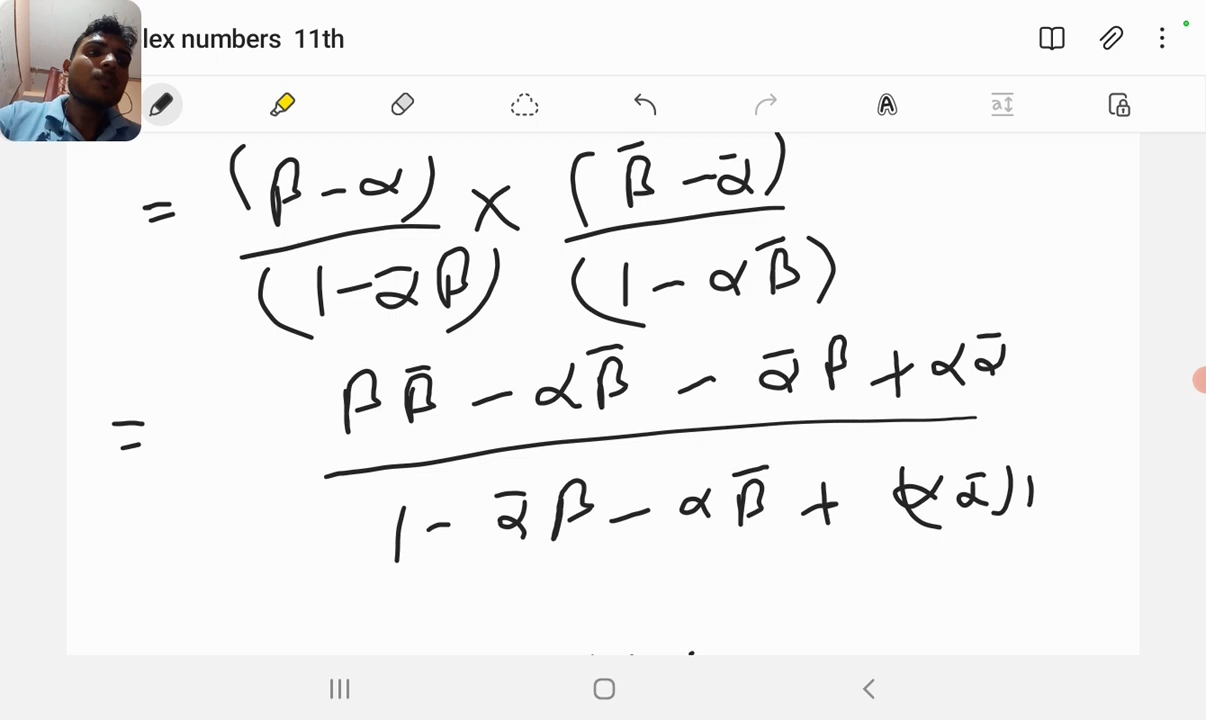 lex numbers 11th
= (β - α) / (1 - ᾱβ) × (β̄ - ᾱ) / (1 - αβ̄)
= ββ̄ - αβ̄ - ᾱβ + αᾱ
1 - ᾱβ - αβ̄ + (αᾱ)